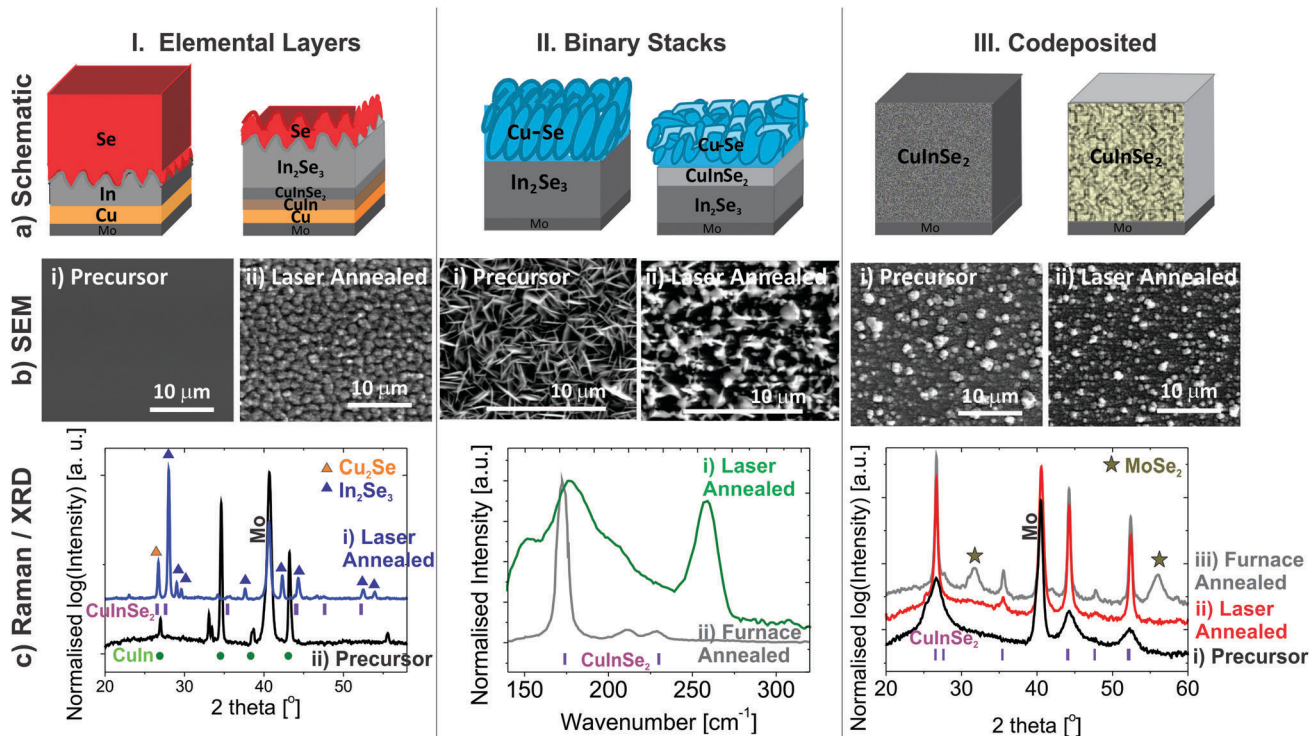 I. Elemental Layers
II. Binary Stacks
III. Codeposited
a) Schematic
Se
In
Cu
Mo
Se
In₂Se₃
CuInSe₂
CuIn
Cu
Mo
Cu-Se
In₂Se₃
Mo
Cu-Se
CuInSe₂
In₂Se₃
Mo
CuInSe₂
Mo
CuInSe₂
Mo
b) SEM
i) Precursor
10 μm
ii) Laser Annealed
10 μm
i) Precursor
10 μm
ii) Laser Annealed
10 μm
i) Precursor
10 μm
ii) Laser Annealed
10 μm
c) Raman / XRD
Normalised log(Intensity) [a. u.]
Cu₂Se
In₂Se₃
Mo
i) Laser
Annealed
CuInSe₂
CuIn
ii) Precursor
20 30 40 50
2 theta [°]
Normalised Intensity [a.u.]
i) Laser
Annealed
ii) Furnace
Annealed
CuInSe₂
150 200 250 300
Wavenumber [cm⁻¹]
Normalised log(Intensity) [a.u.]
MoSe₂
Mo
iii) Furnace
Annealed
ii) Laser
Annealed
CuInSe₂
i) Precursor
20 30 40 50 60
2 theta [°]